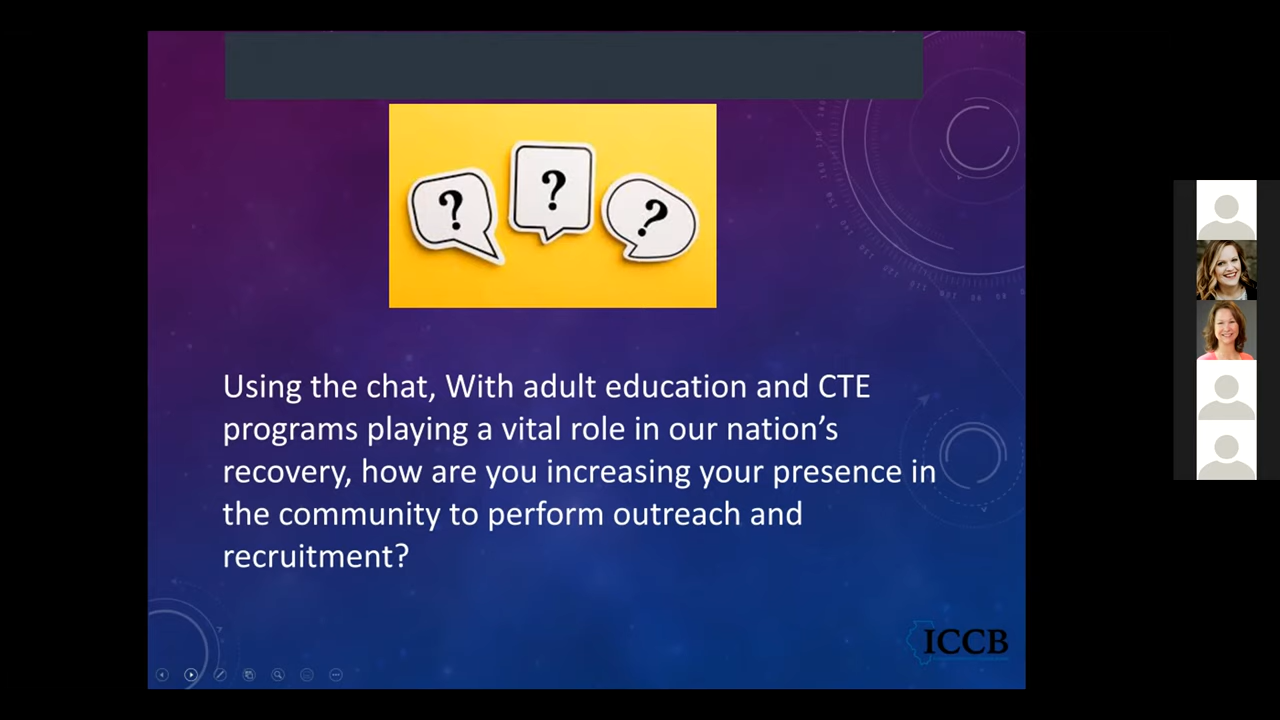 ?
?
?
Using the chat, With adult education and CTE
programs playing a vital role in our nation's
recovery, how are you increasing your presence in
the community to perform outreach and
recruitment?
ICCB